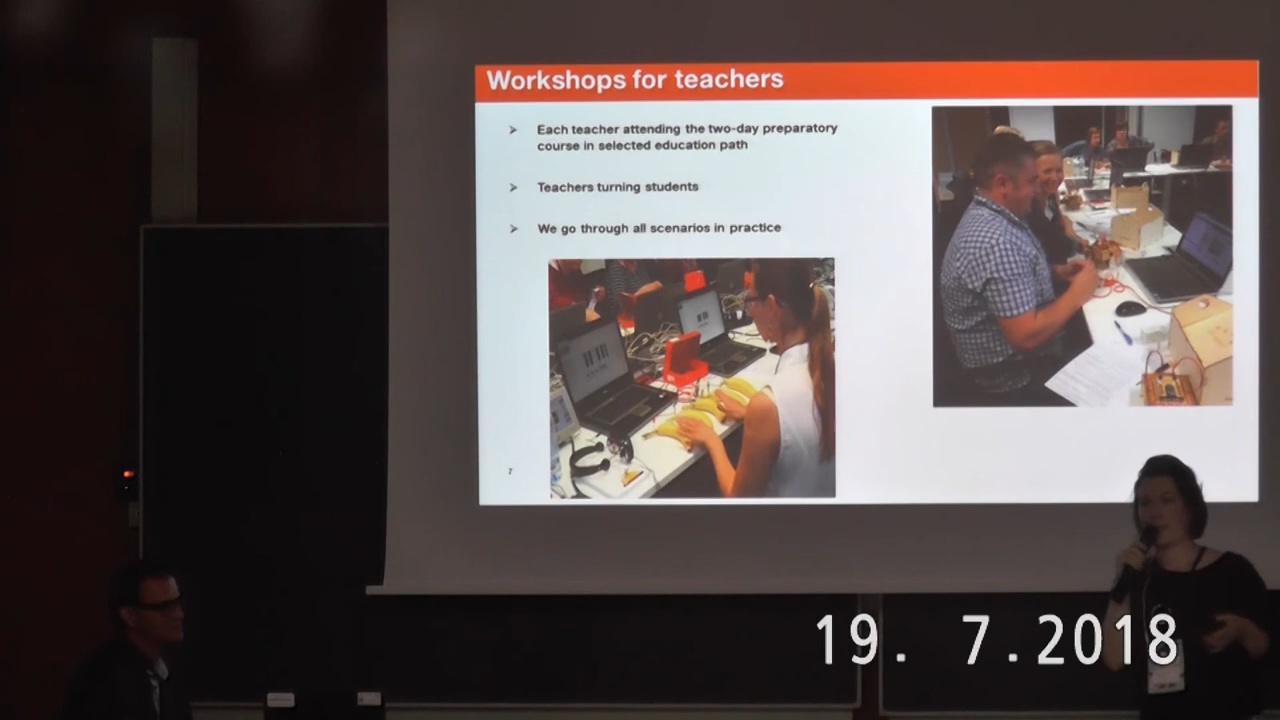 Workshops for teachers
➢ Each teacher attending the two-day preparatory
course in selected education path
➢ Teachers turning students
➢ We go through all scenarios in practice
7
19. 7.2018